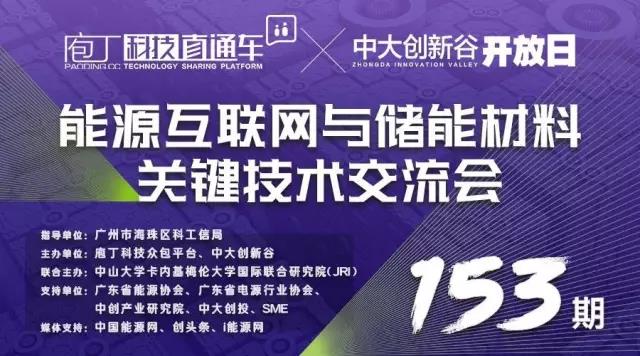 庖丁科技直通车
PAODING.CC TECHNOLOGY SHARING PLATFORM
中大创新谷 开放日
ZHONGDA INNOVATION VALLEY
能源互联网与储能材料
关键技术交流会
指导单位：广州市海珠区科工信局
主办单位：庖丁科技众包平台、中大创新谷
联合主办：中山大学卡内基梅伦大学国际联合研究院(JRI)
支持单位：广东省能源协会、广东省电源行业协会、
中创产业研究院、中大创投、SME
媒体支持：中国能源网、创头条、i能源网
153期